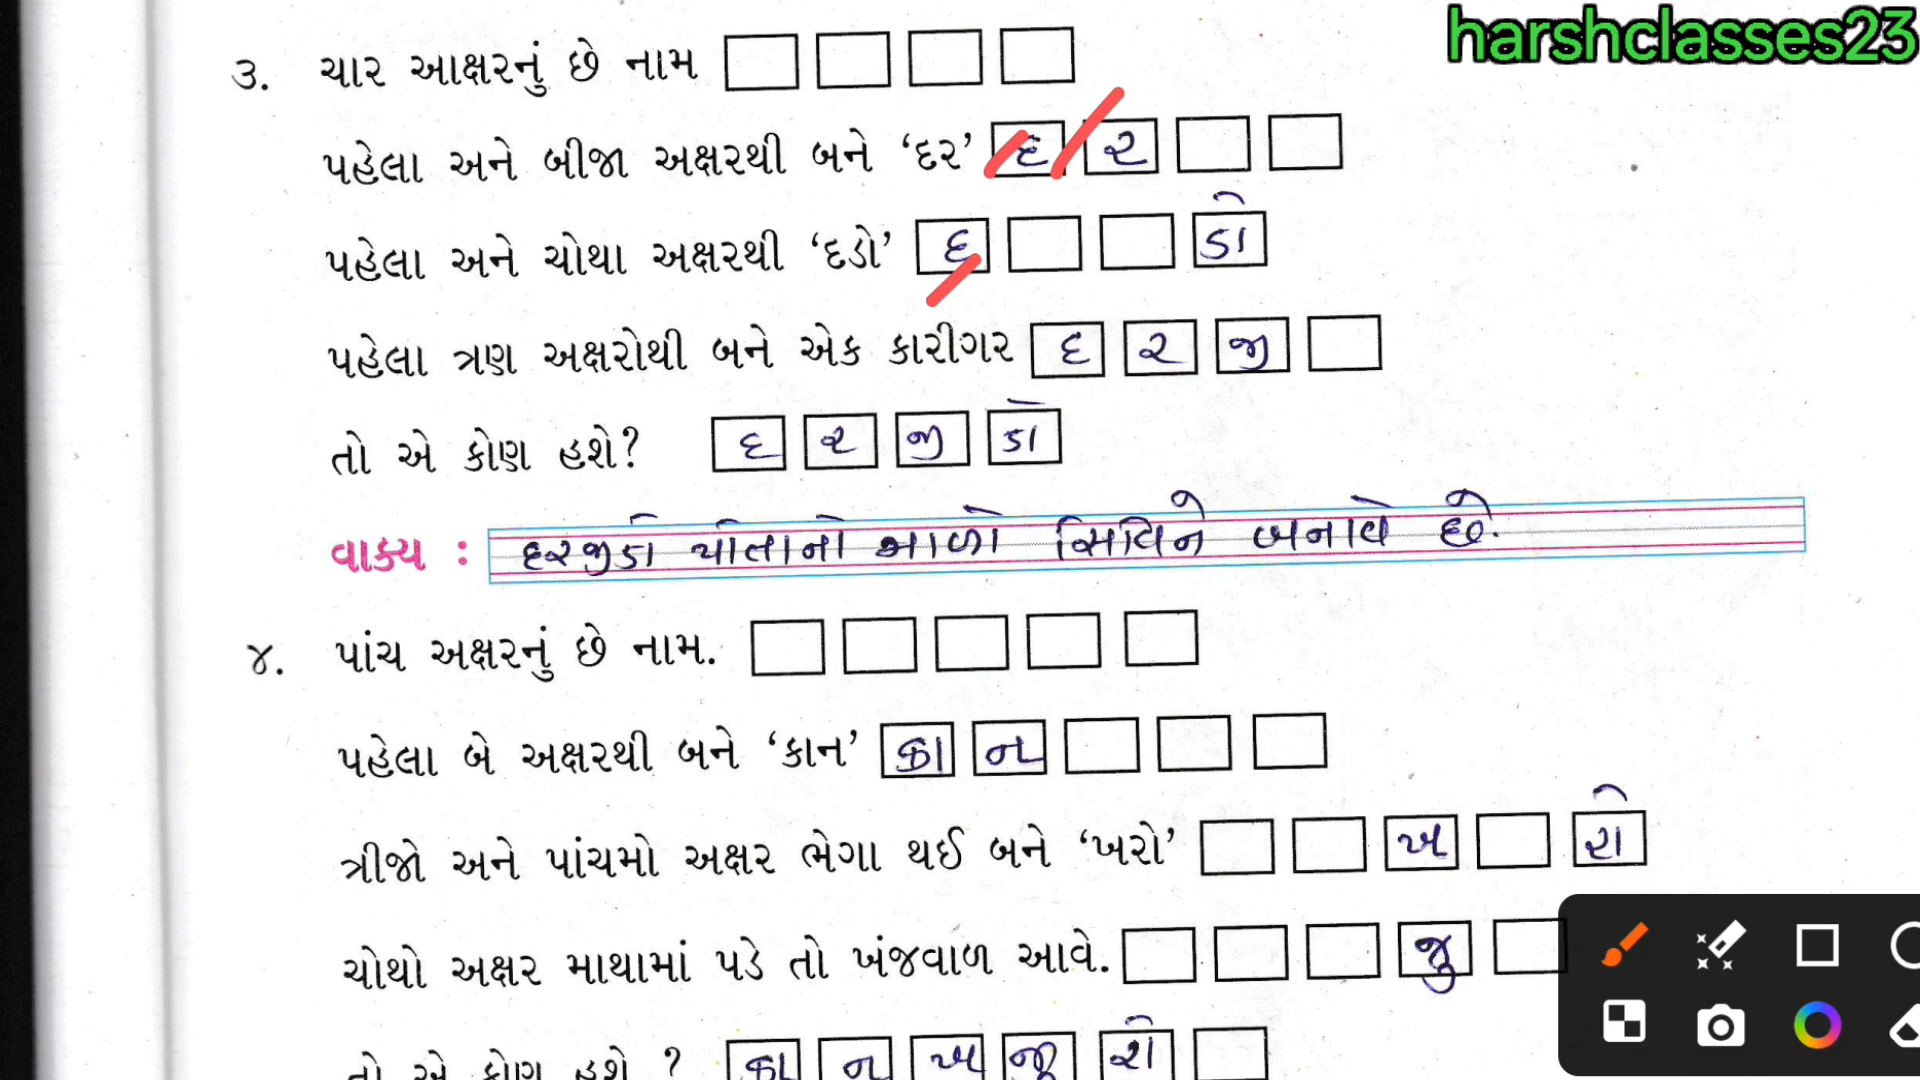 harshclasses23
૩. ચાર આક્ષરનું છે નામ
પહેલા અને બીજા અક્ષરથી બને ‘દર’ દ ર
પહેલા અને ચોથા અક્ષરથી ‘દડો’ દ ડો
પહેલા ત્રણ અક્ષરોથી બને એક કારીગર દ ર જી
તો એ કોણ હશે? દ ર જી ડો
વાક્ય : દરજીડો પોતાનો માળો સિવિને બનાવે છે.
૪. પાંચ અક્ષરનું છે નામ.
પહેલા બે અક્ષરથી બને ‘કાન’ કા ન
ત્રીજો અને પાંચમો અક્ષર ભેગા થઈ બને ‘ખરો’ ખ રો
ચોથો અક્ષર માથામાં પડે તો ખંજવાળ આવે. જુ
તો એ કોણ હશે ? કા ન ખ જૂ રો